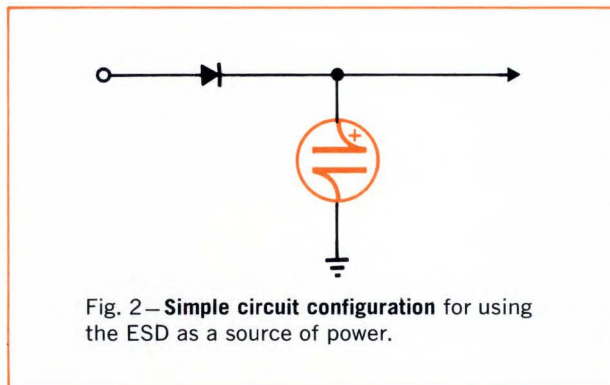 +
Fig. 2—Simple circuit configuration for using
the ESD as a source of power.